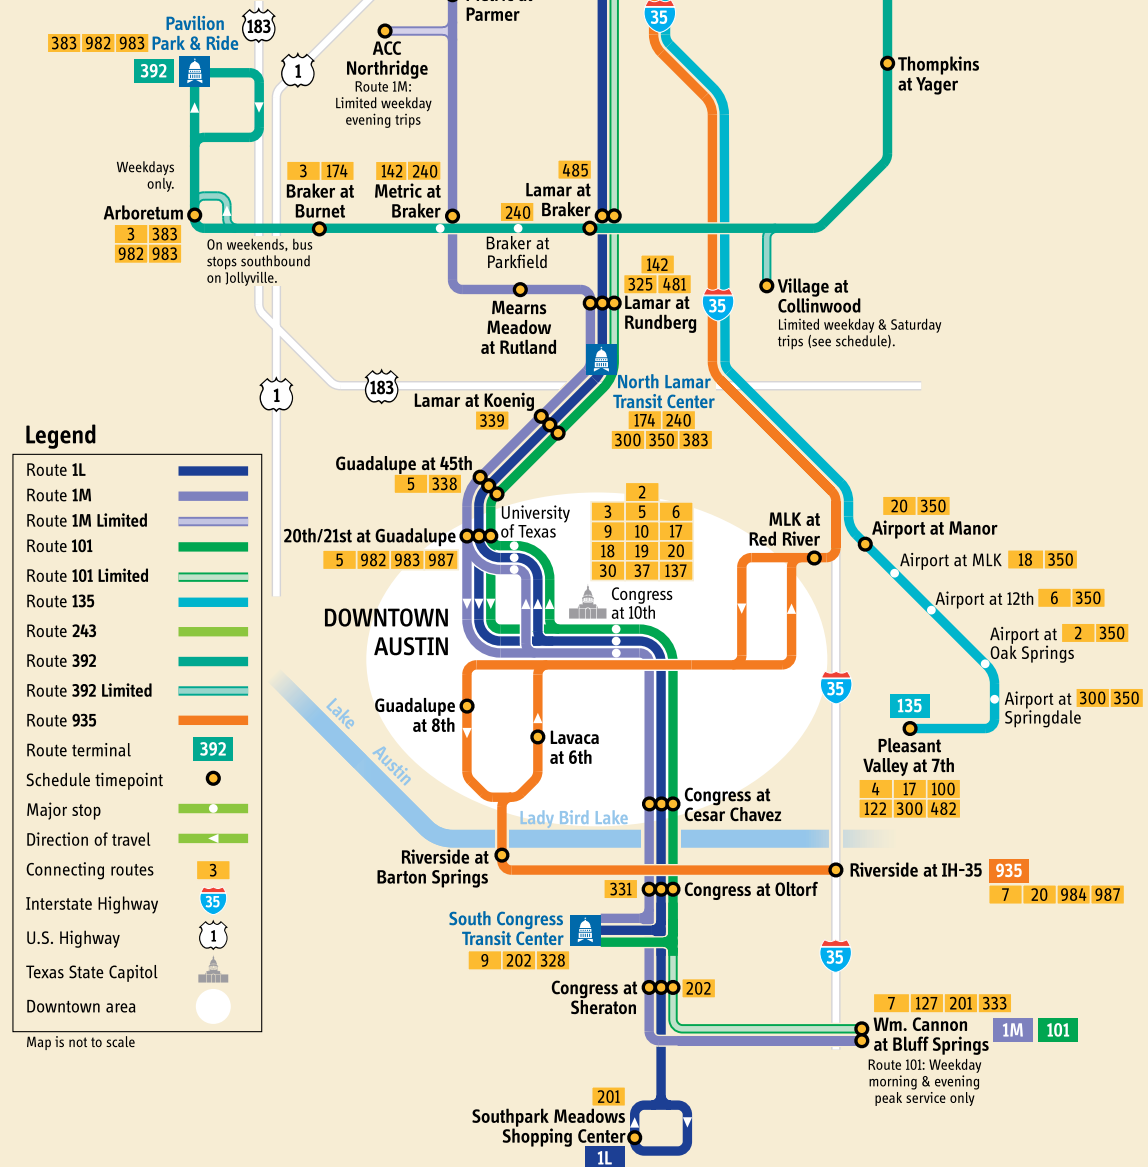 Parmer
Pavilion
Park & Ride
383 982 983
392
183
1
ACC
Northridge
Route 1M:
Limited weekday
evening trips
35
Thompkins
at Yager
Weekdays
only.
Arboretum
3 383
982 983
On weekends, bus
stops southbound
on Jollyville.
3 174
Braker at
Burnet
142 240
Metric at
Braker
240
Braker at
Parkfield
485
Lamar at
Braker
Mearns
Meadow
at Rutland
142
325 481
Lamar at
Rundberg
35
Village at
Collinwood
Limited weekday & Saturday
trips (see schedule).
1
183
North Lamar
Transit Center
174 240
300 350 383
Lamar at Koenig
339
Guadalupe at 45th
5 338
20th/21st at Guadalupe
5 982 983 987
University
of Texas
2
3 5 6
9 10 17
18 19 20
30 37 137
Congress
at 10th
DOWNTOWN
AUSTIN
MLK at
Red River
20 350
Airport at Manor
Airport at MLK 18 350
Airport at 12th 6 350
Airport at
Oak Springs
2 350
Airport at
Springdale
300 350
135
Pleasant
Valley at 7th
4 17 100
122 300 482
35
Guadalupe
at 8th
Lavaca
at 6th
Lake
Austin
Lady Bird Lake
Congress at
Cesar Chavez
Riverside at
Barton Springs
Riverside at IH-35 935
7 20 984 987
331
Congress at Oltorf
South Congress
Transit Center
9 202 328
35
Congress at
Sheraton
202
7 127 201 333
Wm. Cannon
at Bluff Springs
1M 101
Route 101: Weekday
morning & evening
peak service only
201
Southpark Meadows
Shopping Center
1L
Legend
Route 1L
Route 1M
Route 1M Limited
Route 101
Route 101 Limited
Route 135
Route 243
Route 392
Route 392 Limited
Route 935
Route terminal 392
Schedule timepoint
Major stop
Direction of travel
Connecting routes 3
Interstate Highway 35
U.S. Highway 1
Texas State Capitol
Downtown area
Map is not to scale